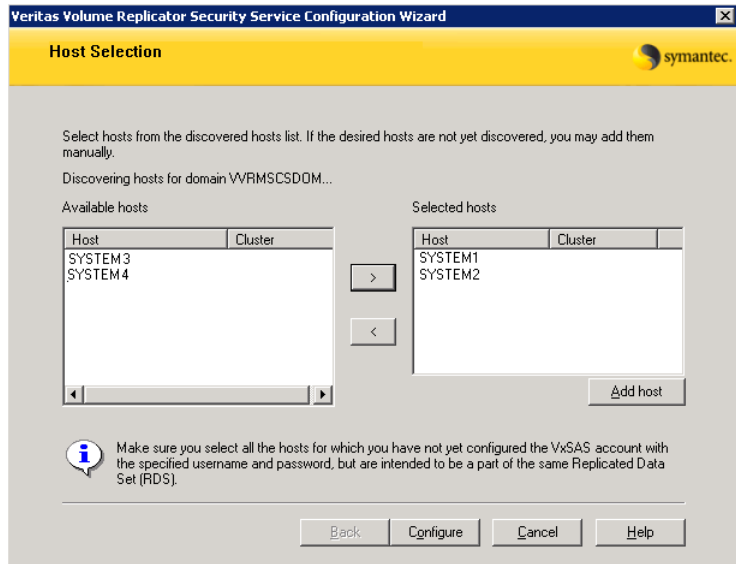 Veritas Volume Replicator Security Service Configuration Wizard
Host Selection
symantec.
Select hosts from the discovered hosts list. If the desired hosts are not yet discovered, you may add them
manually.
Discovering hosts for domain VVRMSCSDOM...
Available hosts
Selected hosts
Host Cluster
Host Cluster
SYSTEM3
SYSTEM4
SYSTEM1
SYSTEM2
>
<
Add host
Make sure you select all the hosts for which you have not yet configured the VxSAS account with
the specified username and password, but are intended to be a part of the same Replicated Data
Set (RDS).
Back Configure Cancel Help